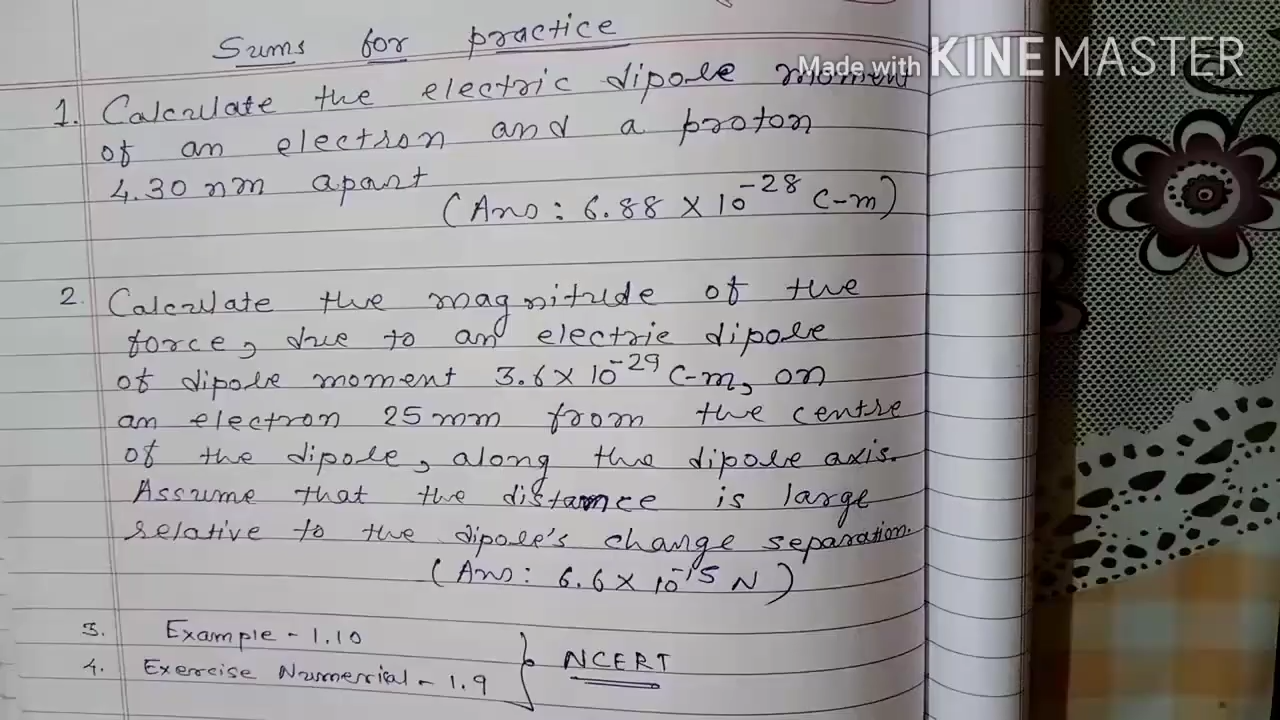 Sums for practice
Made with KINEMASTER
1. Calculate the electric dipole moment
of an electron and a proton
4.30 nm apart
(Ans: 6.88 × 10⁻²⁸ C-m)
2. Calculate the magnitude of the
force, due to an electric dipole
of dipole moment 3.6 × 10⁻²⁹ C-m, on
an electron 25 mm from the centre
of the dipole, along the dipole axis.
Assume that the distance is large
relative to the dipole's charge separation.
(Ans: 6.6 × 10⁻¹⁵ N)
3. Example - 1.10
4. Exercise Numerical - 1.9
} NCERT